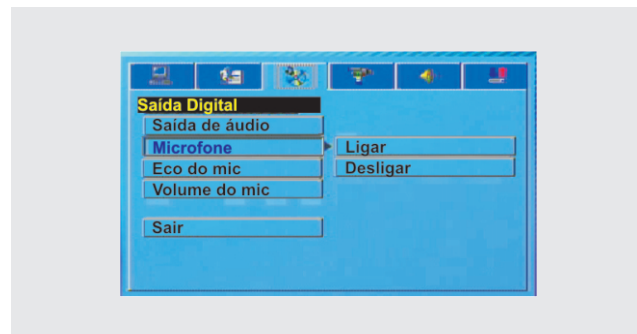 Saída Digital
Saída de áudio
Microfone
Ligar
Eco do mic
Desligar
Volume do mic
Sair